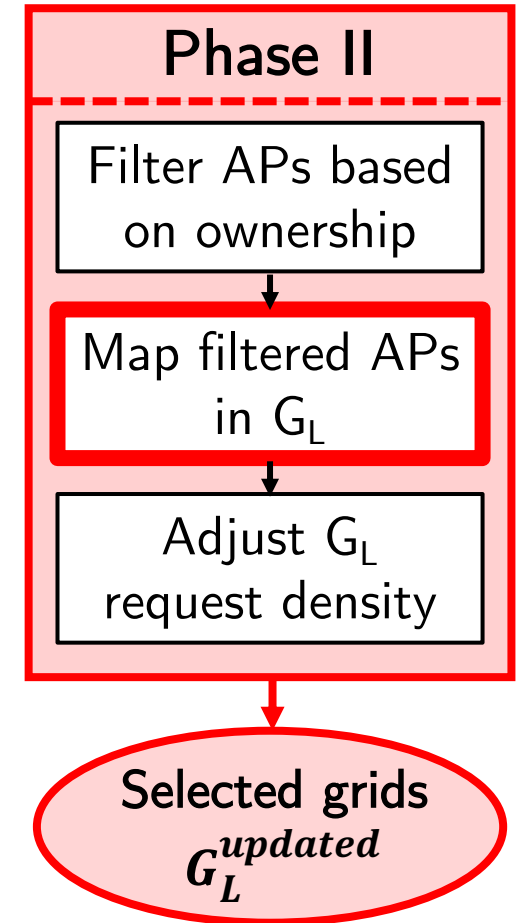 Phase II
Filter APs based
on ownership
Map filtered APs
in G_L
Adjust G_L
request density
Selected grids
G_L^updated